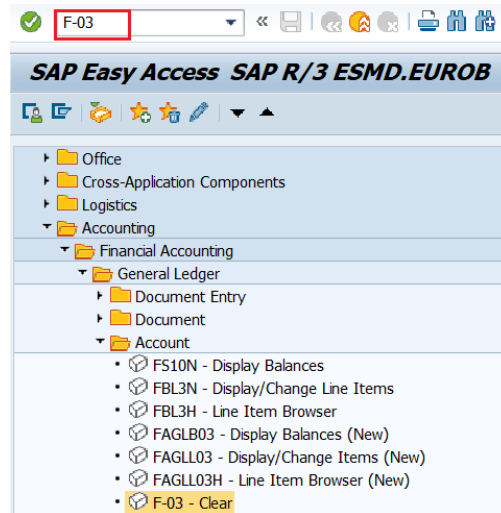 F-03
SAP Easy Access SAP R/3 ESMD.EUROB
Office
Cross-Application Components
Logistics
Accounting
Financial Accounting
General Ledger
Document Entry
Document
Account
FS10N - Display Balances
FBL3N - Display/Change Line Items
FBL3H - Line Item Browser
FAGLB03 - Display Balances (New)
FAGLL03 - Display/Change Items (New)
FAGLL03H - Line Item Browser (New)
F-03 - Clear